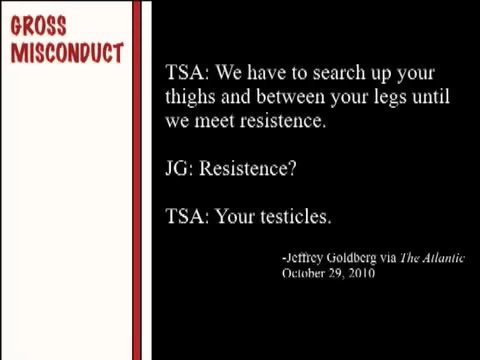 GROSS
MISCONDUCT
TSA: We have to search up your
thighs and between your legs until
we meet resistence.
JG: Resistence?
TSA: Your testicles.
-Jeffrey Goldberg via The Atlantic
October 29, 2010